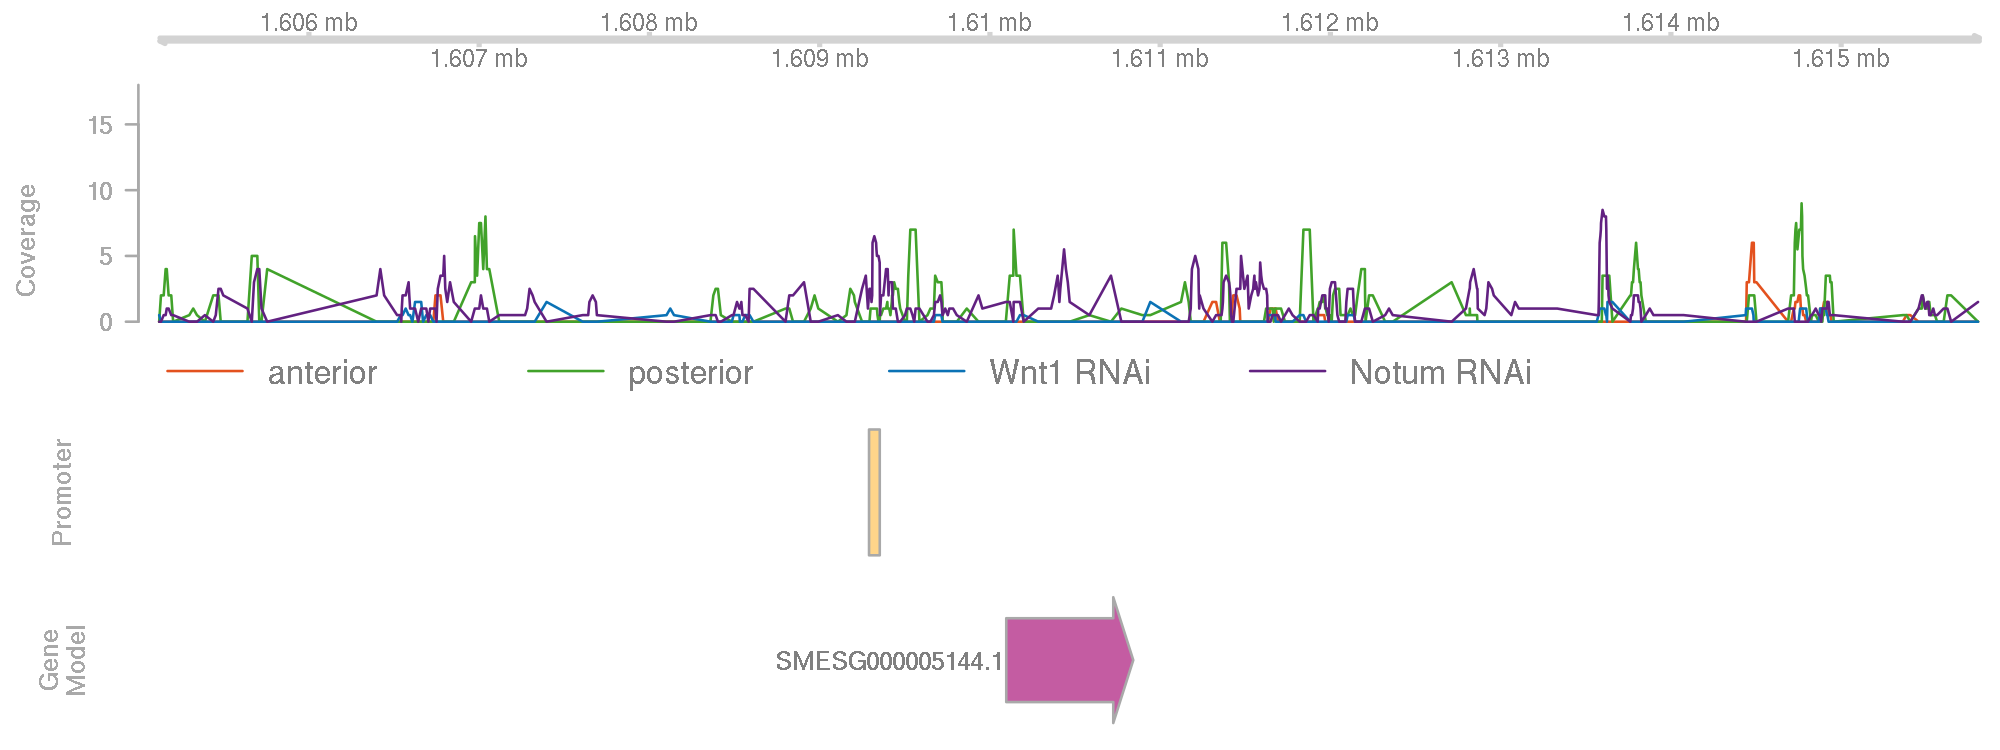 1.606 mb 1.608 mb 1.61 mb 1.612 mb 1.614 mb
1.607 mb 1.609 mb 1.611 mb 1.613 mb 1.615 mb
Coverage
15
10
5
0
anterior posterior Wnt1 RNAi Notum RNAi
Promoter
0
Gene
Model
SMESG000005144.1